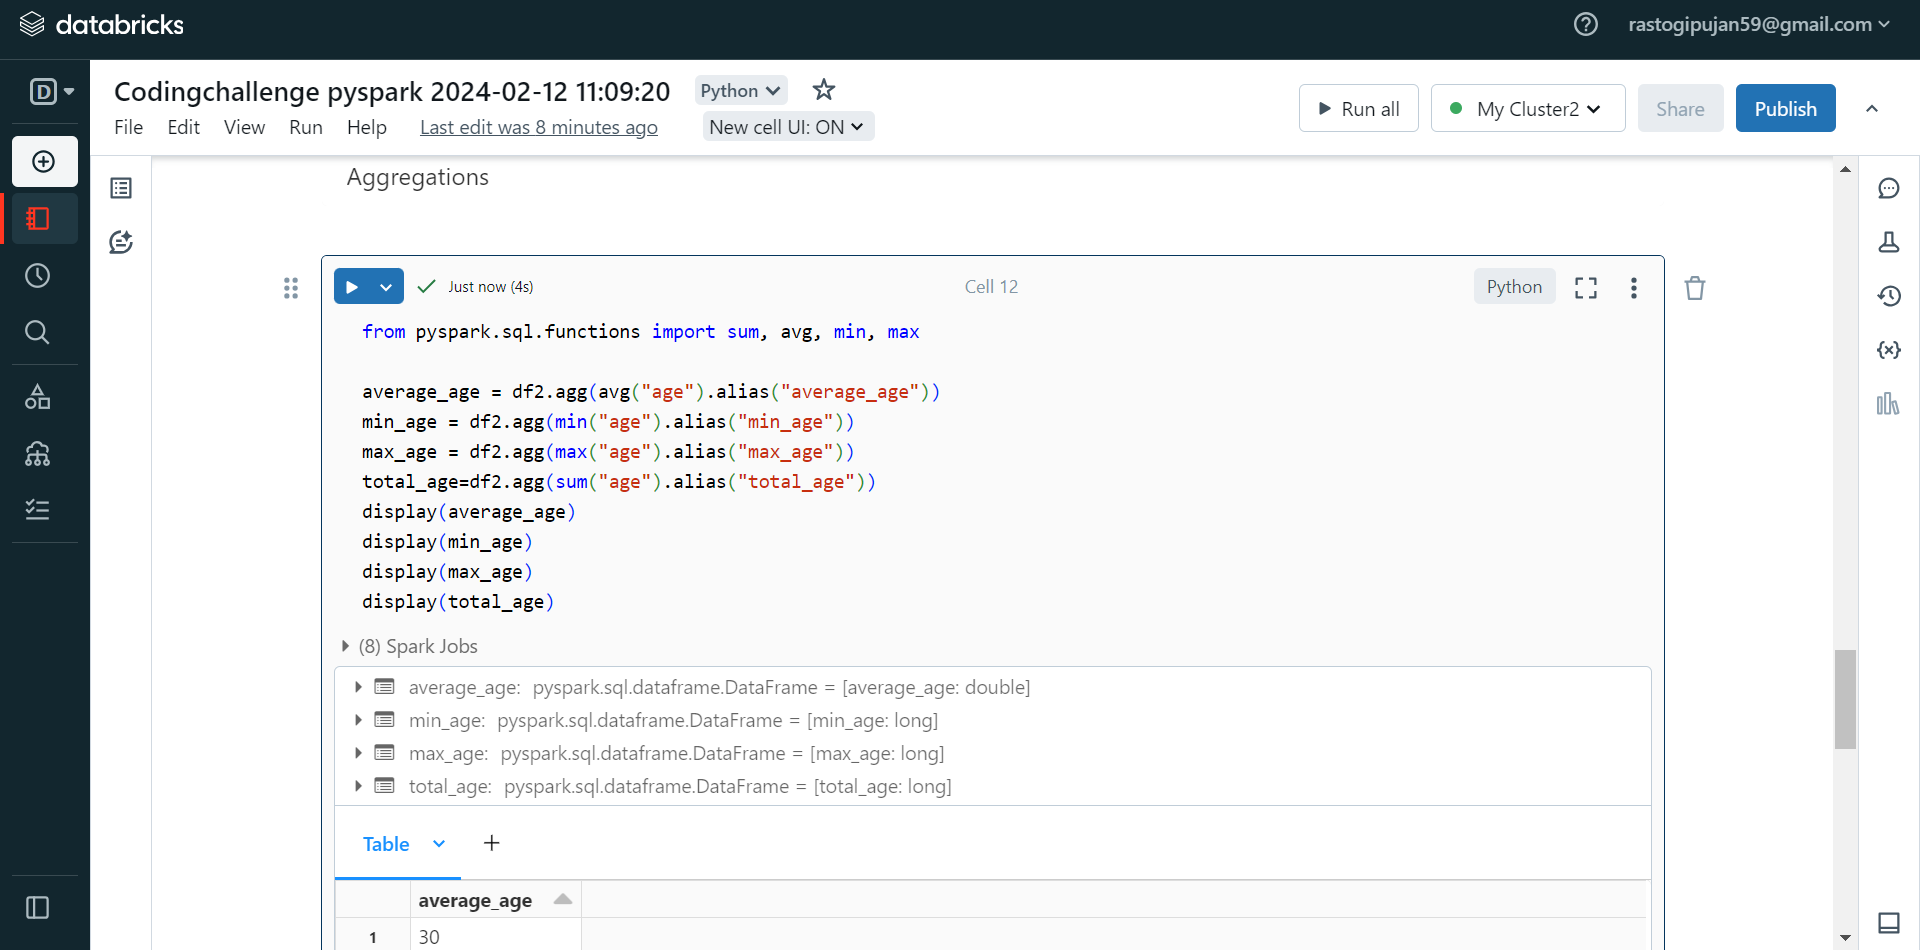 databricks
rastogipujan59@gmail.com
D
Codingchallenge pyspark 2024-02-12 11:09:20
Python
Run all
My Cluster2
Share
Publish
File Edit View Run Help Last edit was 8 minutes ago New cell UI: ON
Aggregations
Just now (4s)
Cell 12
Python
from pyspark.sql.functions import sum, avg, min, max
average_age = df2.agg(avg("age").alias("average_age"))
min_age = df2.agg(min("age").alias("min_age"))
max_age = df2.agg(max("age").alias("max_age"))
total_age=df2.agg(sum("age").alias("total_age"))
display(average_age)
display(min_age)
display(max_age)
display(total_age)
(8) Spark Jobs
average_age: pyspark.sql.dataframe.DataFrame = [average_age: double]
min_age: pyspark.sql.dataframe.DataFrame = [min_age: long]
max_age: pyspark.sql.dataframe.DataFrame = [max_age: long]
total_age: pyspark.sql.dataframe.DataFrame = [total_age: long]
Table +
average_age
1 30